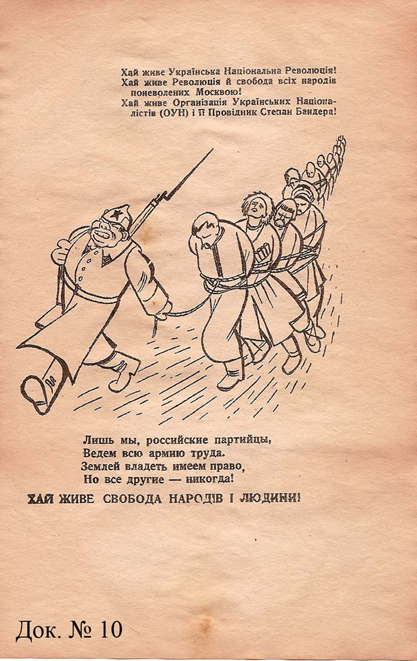 Хай живе Українська Національна Революція!
Хай живе Революція й свобода всіх народів
поневолених Москвою!
Хай живе Організація Українських Націона-
лістів (ОУН) і її Провідник Степан Бандера!
Лишь мы, российские партийцы,
Ведем всю армию труда.
Землей владеть имеем право,
Но все другие — никогда!
ХАЙ ЖИВЕ СВОБОДА НАРОДІВ І ЛЮДИНИ!
Док. № 10